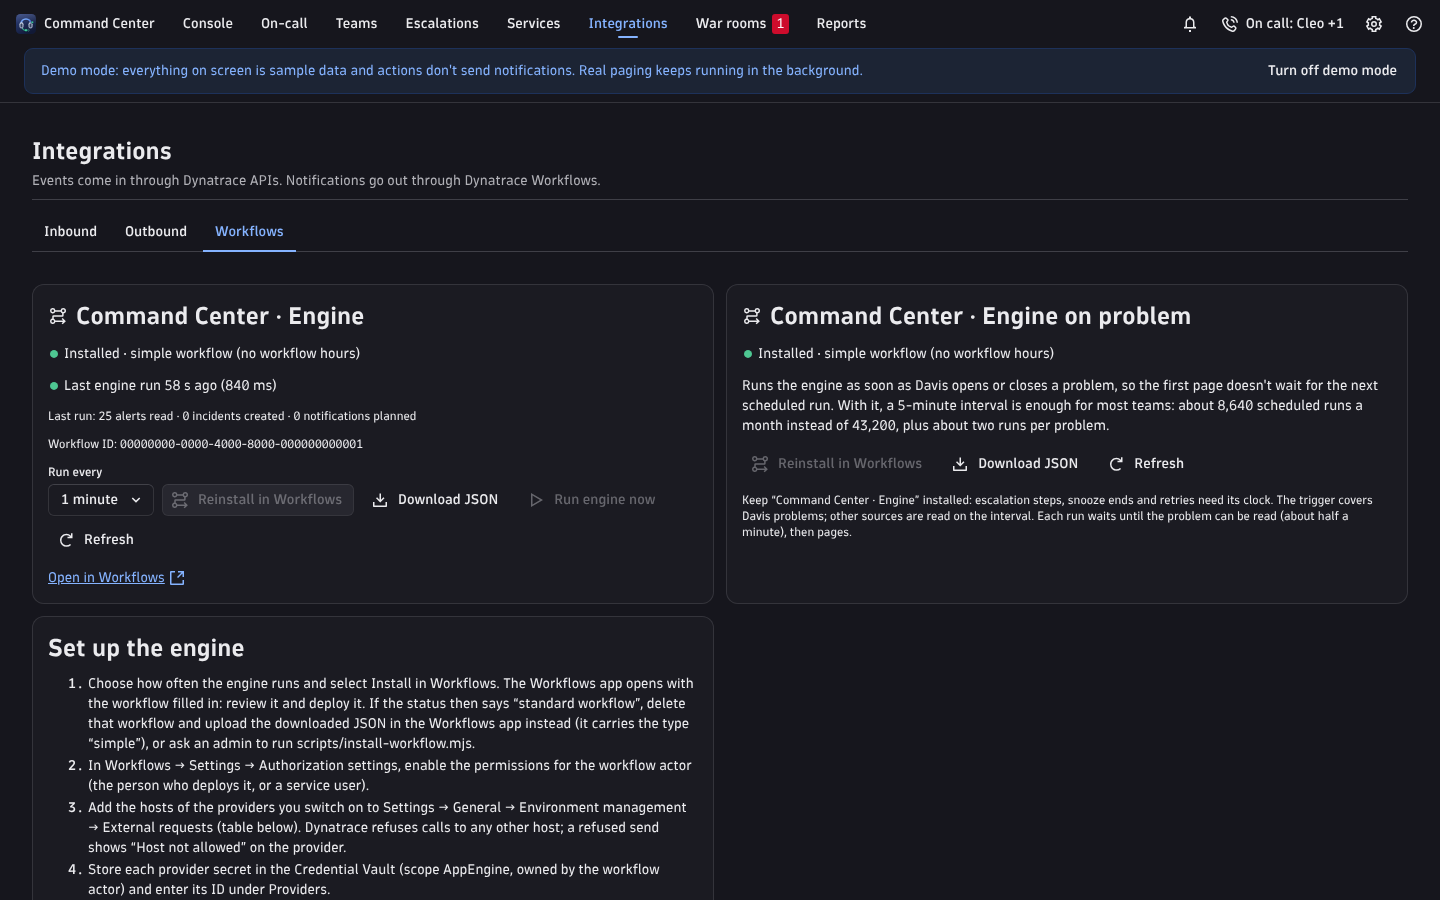 Command Center
Console
On-call
Teams
Escalations
Services
Integrations
War rooms 1
Reports
On call: Cleo +1
Demo mode: everything on screen is sample data and actions don't send notifications. Real paging keeps running in the background.
Turn off demo mode
Integrations
Events come in through Dynatrace APIs. Notifications go out through Dynatrace Workflows.
Inbound
Outbound
Workflows
Command Center · Engine
Installed · simple workflow (no workflow hours)
Last engine run 58 s ago (840 ms)
Last run: 25 alerts read · 0 incidents created · 0 notifications planned
Workflow ID: 00000000-0000-4000-8000-000000000001
Run every
1 minute
Reinstall in Workflows
Download JSON
Run engine now
Refresh
Open in Workflows
Command Center · Engine on problem
Installed · simple workflow (no workflow hours)
Runs the engine as soon as Davis opens or closes a problem, so the first page doesn't wait for the next
scheduled run. With it, a 5-minute interval is enough for most teams: about 8,640 scheduled runs a
month instead of 43,200, plus about two runs per problem.
Reinstall in Workflows
Download JSON
Refresh
Keep “Command Center · Engine” installed: escalation steps, snooze ends and retries need its clock. The trigger covers
Davis problems; other sources are read on the interval. Each run waits until the problem can be read (about half a
minute), then pages.
Set up the engine
1. Choose how often the engine runs and select Install in Workflows. The Workflows app opens with
the workflow filled in: review it and deploy it. If the status then says “standard workflow”, delete
that workflow and upload the downloaded JSON in the Workflows app instead (it carries the type
“simple”), or ask an admin to run scripts/install-workflow.mjs.
2. In Workflows → Settings → Authorization settings, enable the permissions for the workflow actor
(the person who deploys it, or a service user).
3. Add the hosts of the providers you switch on to Settings → General → Environment management
→ External requests (table below). Dynatrace refuses calls to any other host; a refused send
shows “Host not allowed” on the provider.
4. Store each provider secret in the Credential Vault (scope AppEngine, owned by the workflow
actor) and enter its ID under Providers.